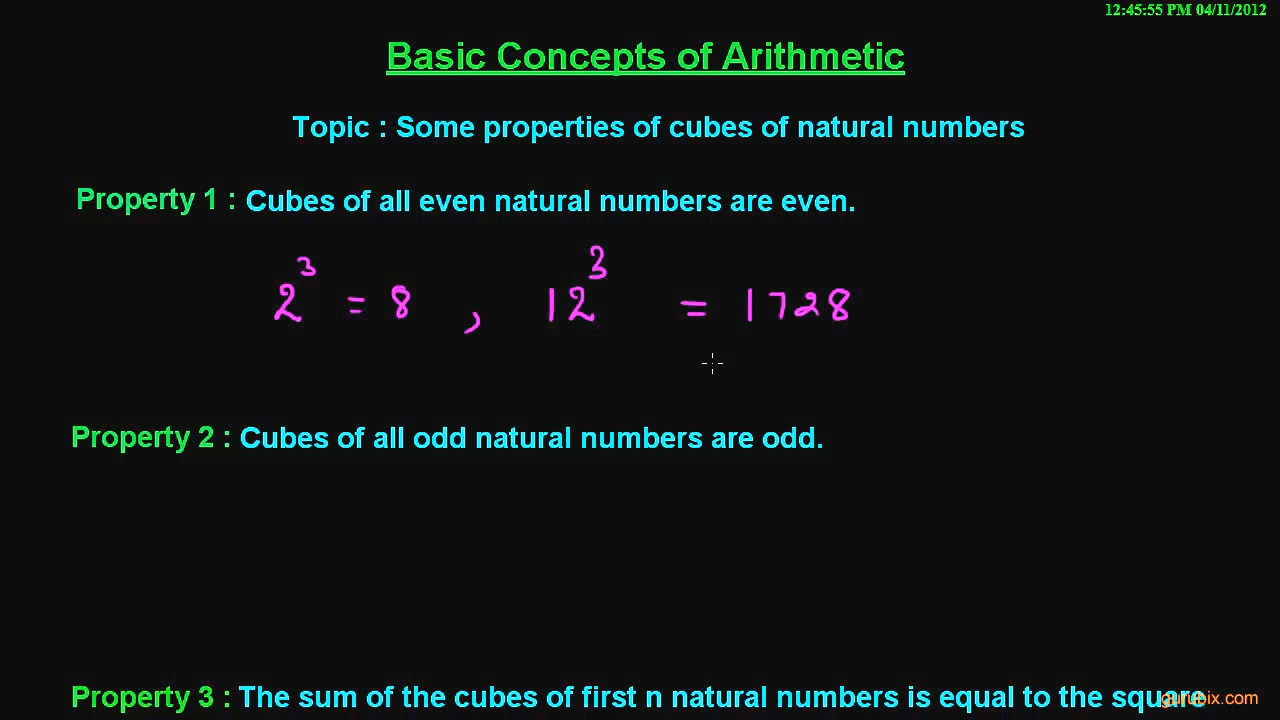 12:45:55 PM 04/11/2012
Basic Concepts of Arithmetic
Topic : Some properties of cubes of natural numbers
Property 1 : Cubes of all even natural numbers are even.
2³ = 8 , 12³ = 1728
Property 2 : Cubes of all odd natural numbers are odd.
Property 3 : The sum of the cubes of first n natural numbers is equal to the square
gurubix.com